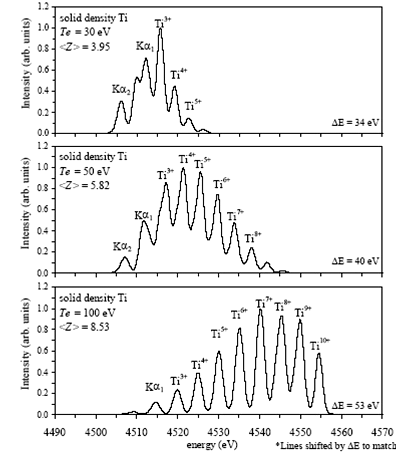 solid density Ti
Te = 30 eV
<Z> = 3.95
Kα₂
Kα₁
Ti³⁺
Ti⁴⁺
Ti⁵⁺
ΔE = 34 eV
Intensity (arb. units)
1.2
1.0
0.8
0.6
0.4
0.2
0.0
solid density Ti
Te = 50 eV
<Z> = 5.82
Kα₂
Kα₁
Ti³⁺
Ti⁴⁺
Ti⁵⁺
Ti⁶⁺
Ti⁷⁺
Ti⁸⁺
ΔE = 40 eV
Intensity (arb. units)
1.2
1.0
0.8
0.6
0.4
0.2
0.0
solid density Ti
Te = 100 eV
<Z> = 8.53
Kα₁
Ti³⁺
Ti⁴⁺
Ti⁵⁺
Ti⁶⁺
Ti⁷⁺
Ti⁸⁺
Ti⁹⁺
Ti¹⁰⁺
ΔE = 53 eV
Intensity (arb. units)
1.2
1.0
0.8
0.6
0.4
0.2
0.0
4490 4500 4510 4520 4530 4540 4550 4560 4570
energy (eV)
*Lines shifted by ΔE to match